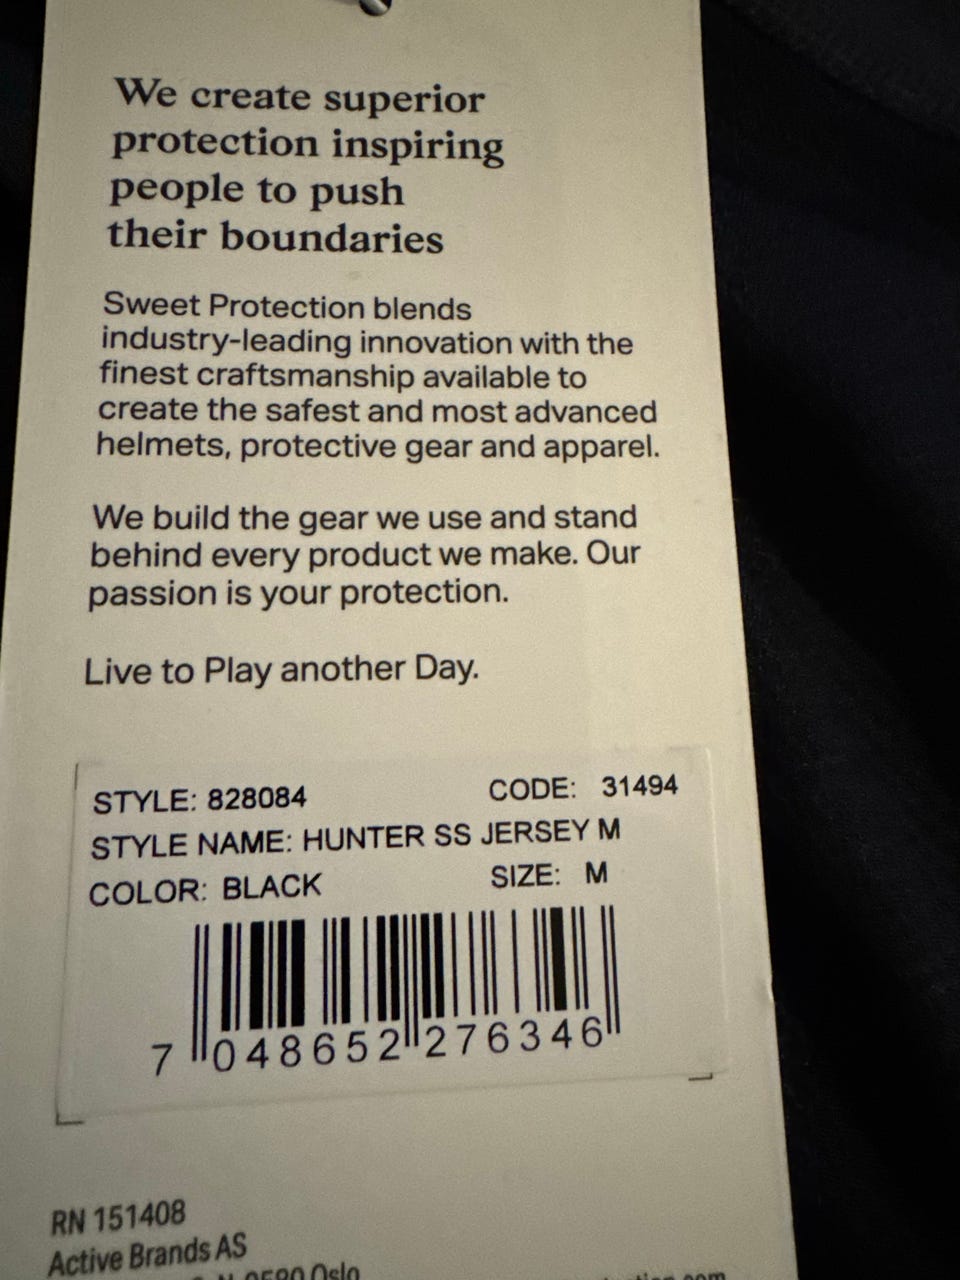 We create superior
protection inspiring
people to push
their boundaries
Sweet Protection blends
industry-leading innovation with the
finest craftsmanship available to
create the safest and most advanced
helmets, protective gear and apparel.
We build the gear we use and stand
behind every product we make. Our
passion is your protection.
Live to Play another Day.
STYLE: 828084 CODE: 31494
STYLE NAME: HUNTER SS JERSEY M
COLOR: BLACK SIZE: M
7 048652 276346
RN 151408
Active Brands AS
Oslo